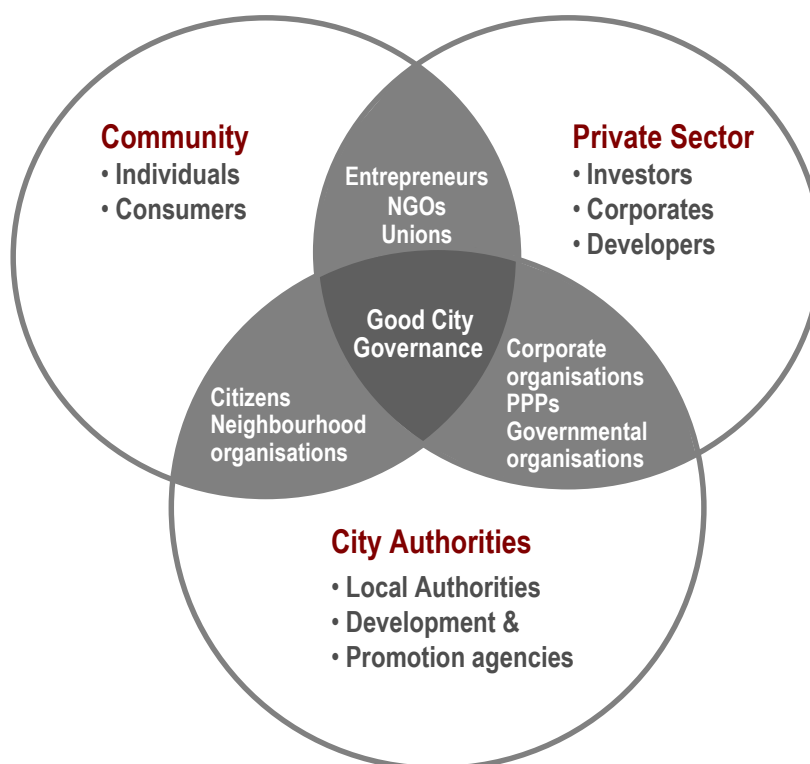 Community
• Individuals
• Consumers
Private Sector
• Investors
• Corporates
• Developers
Entrepreneurs
NGOs
Unions
Good City
Governance
Citizens
Neighbourhood
organisations
Corporate
organisations
PPPs
Governmental
organisations
City Authorities
• Local Authorities
• Development &
• Promotion agencies